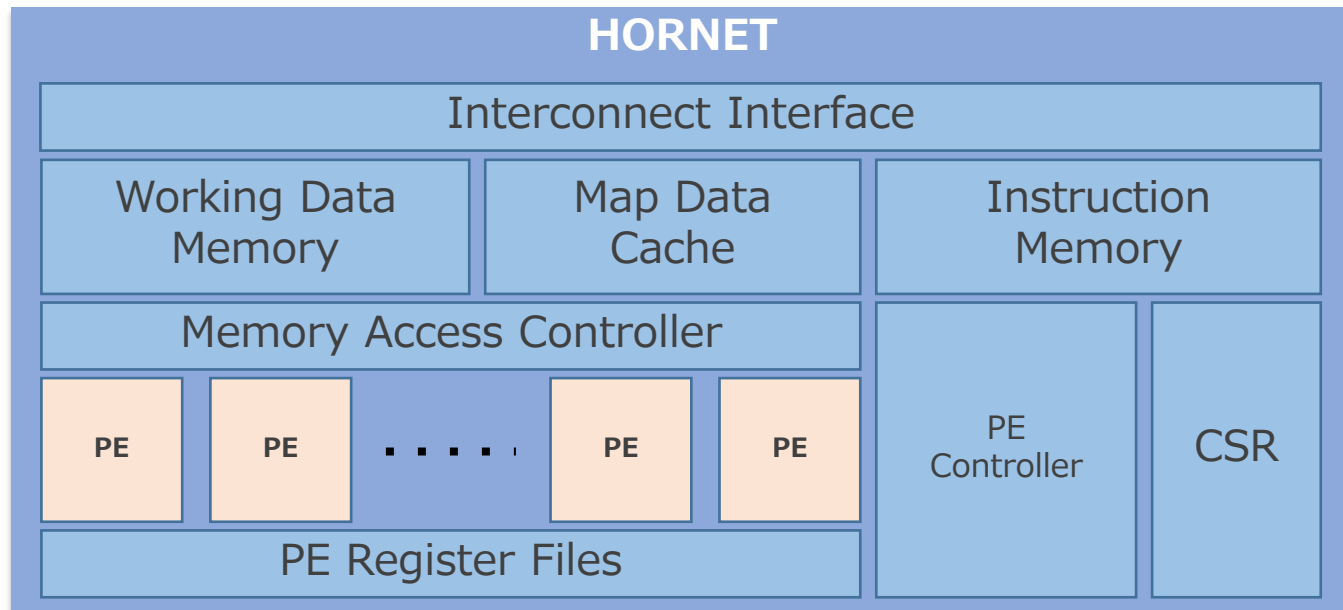 HORNET
Interconnect Interface
Working Data
Memory
Map Data
Cache
Instruction
Memory
Memory Access Controller
PE
PE
. . . . .
PE
PE
PE
Controller
CSR
PE Register Files